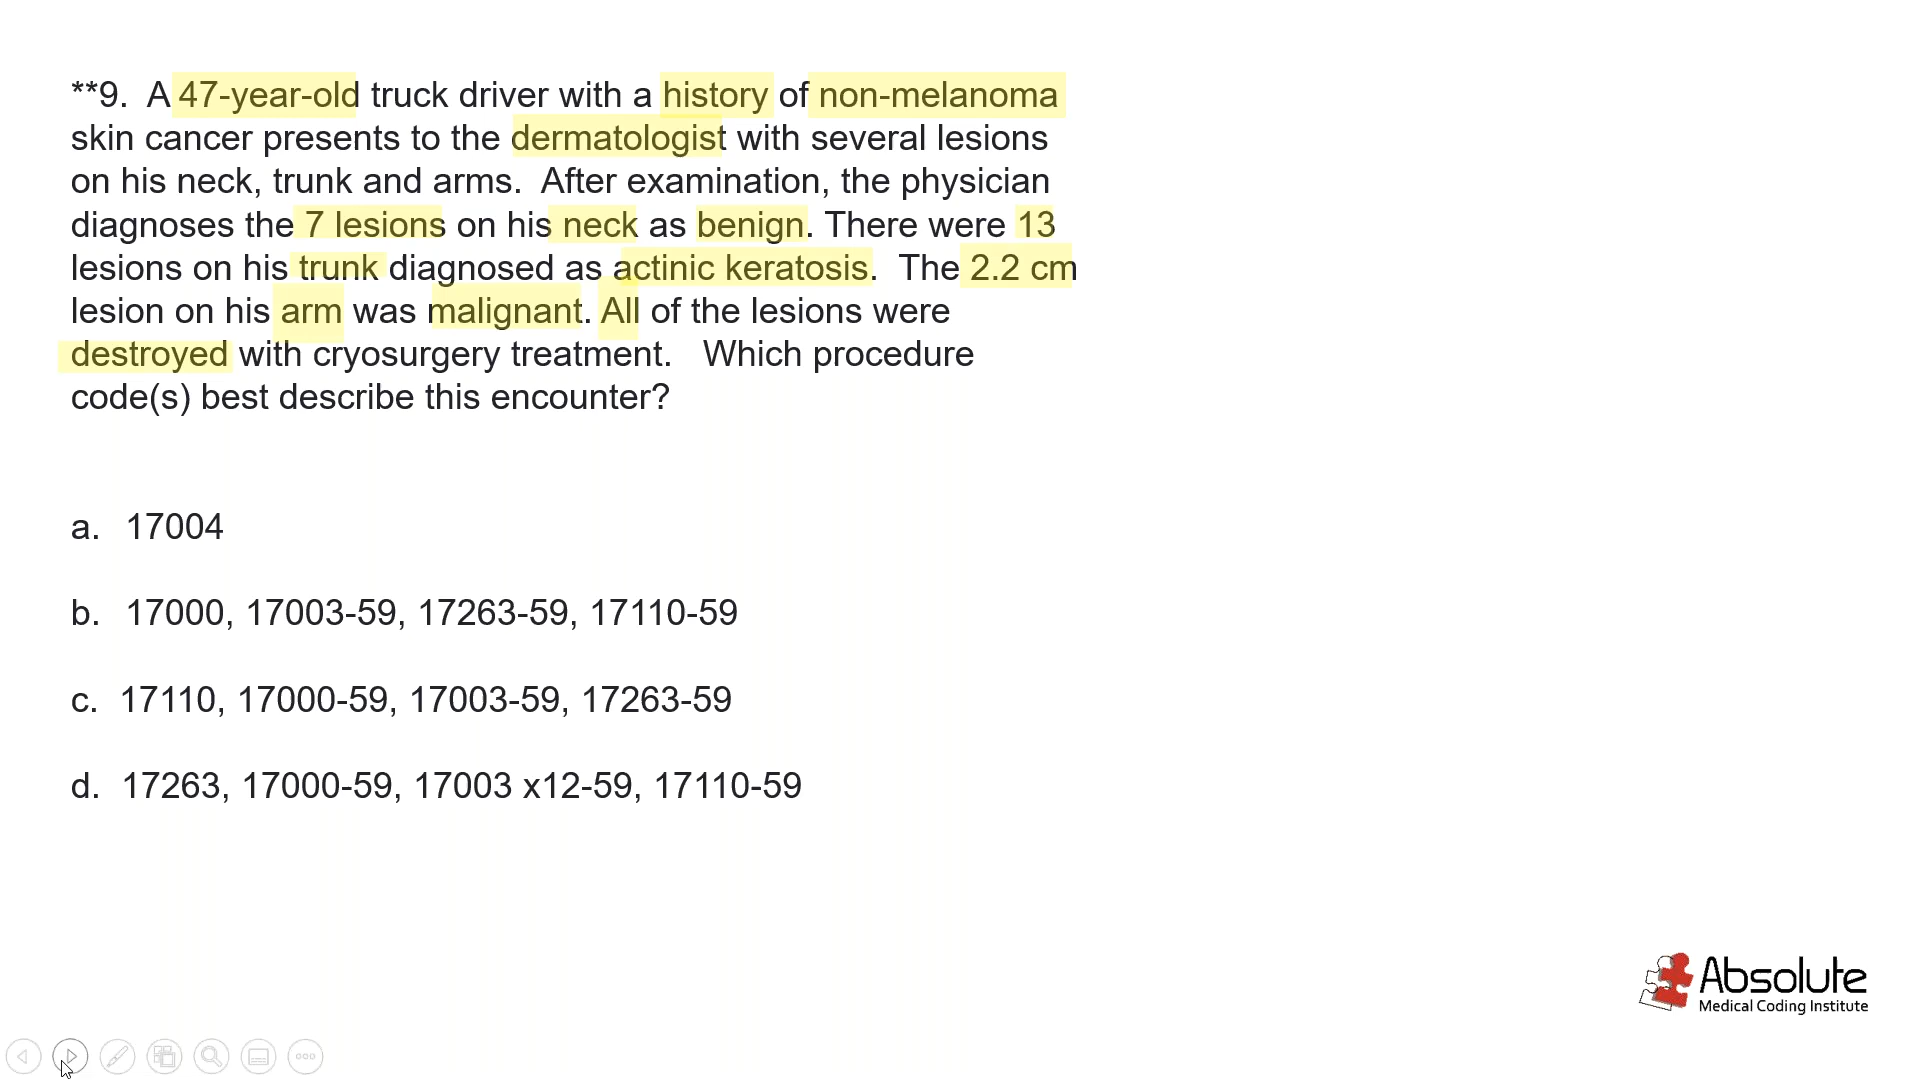 **9. A 47-year-old truck driver with a history of non-melanoma
skin cancer presents to the dermatologist with several lesions
on his neck, trunk and arms. After examination, the physician
diagnoses the 7 lesions on his neck as benign. There were 13
lesions on his trunk diagnosed as actinic keratosis. The 2.2 cm
lesion on his arm was malignant. All of the lesions were
destroyed with cryosurgery treatment. Which procedure
code(s) best describe this encounter?
a. 17004
b. 17000, 17003-59, 17263-59, 17110-59
c. 17110, 17000-59, 17003-59, 17263-59
d. 17263, 17000-59, 17003 x12-59, 17110-59
Absolute
Medical Coding Institute